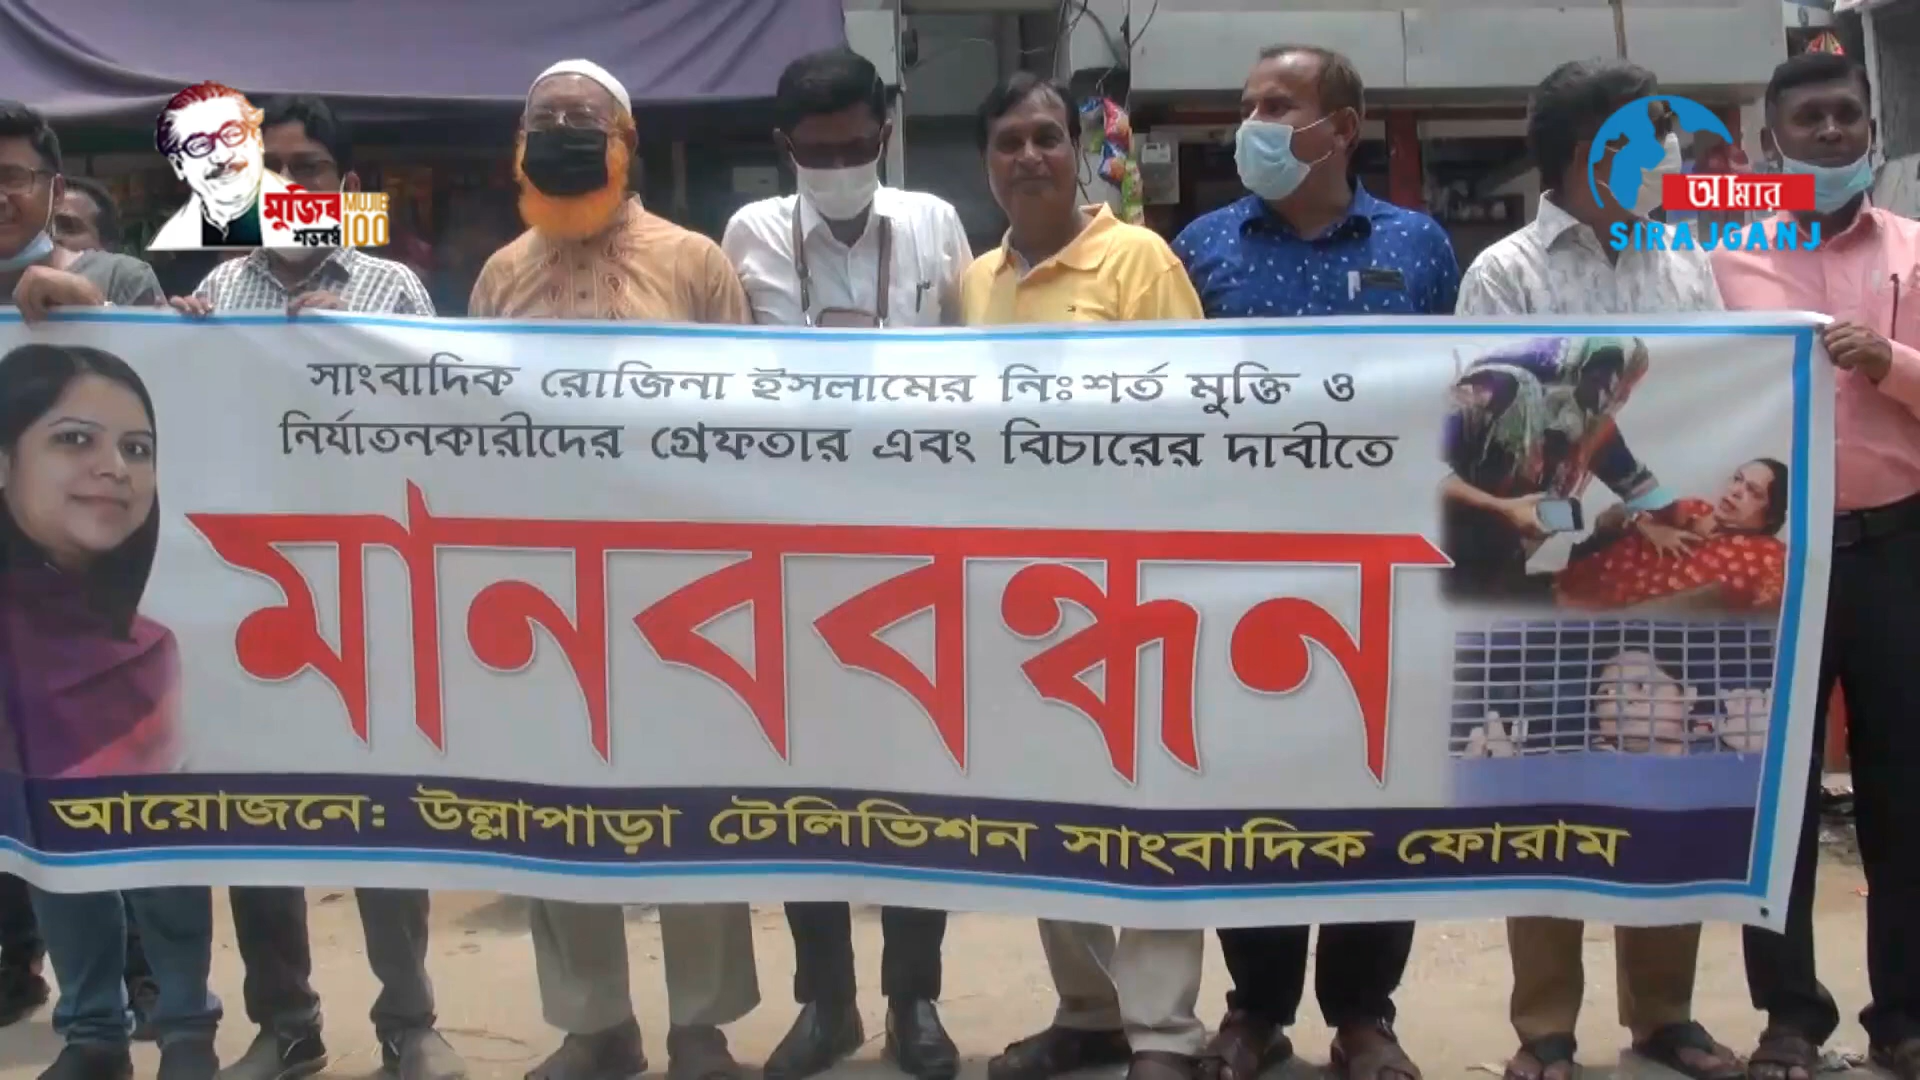 মুজিব
শতবর্ষ
MUJIB
100
আমার
SIRAJGANJ
সাংবাদিক রোজিনা ইসলামের নিঃশর্ত মুক্তি ও
নির্যাতনকারীদের গ্রেফতার এবং বিচারের দাবীতে
মানববন্ধন
আয়োজনে: উল্লাপাড়া টেলিভিশন সাংবাদিক ফোরাম